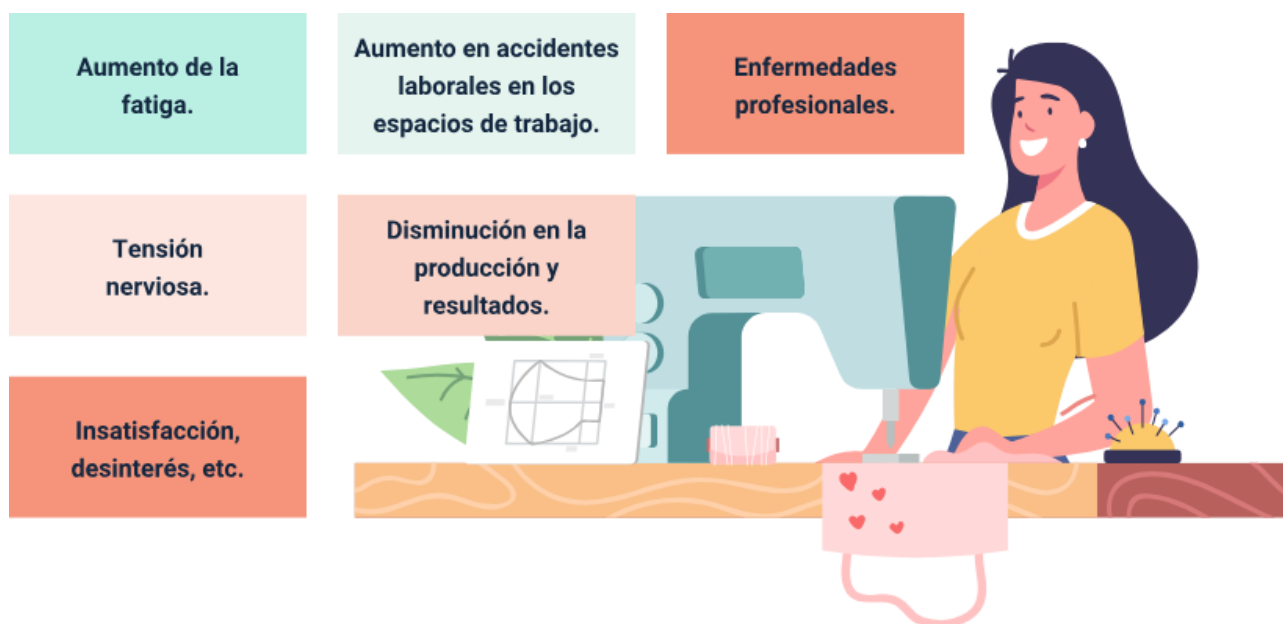 Aumento de la
fatiga.
Aumento en accidentes
laborales en los
espacios de trabajo.
Enfermedades
profesionales.
Tensión
nerviosa.
Disminución en la
producción y
resultados.
Insatisfacción,
desinterés, etc.